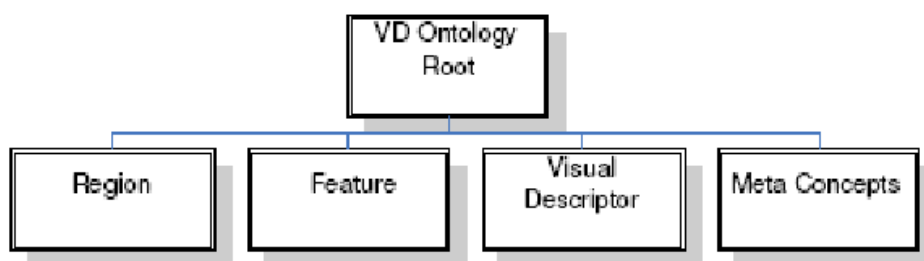 VD Ontology
Root
Region
Feature
Visual
Descriptor
Meta Concepts